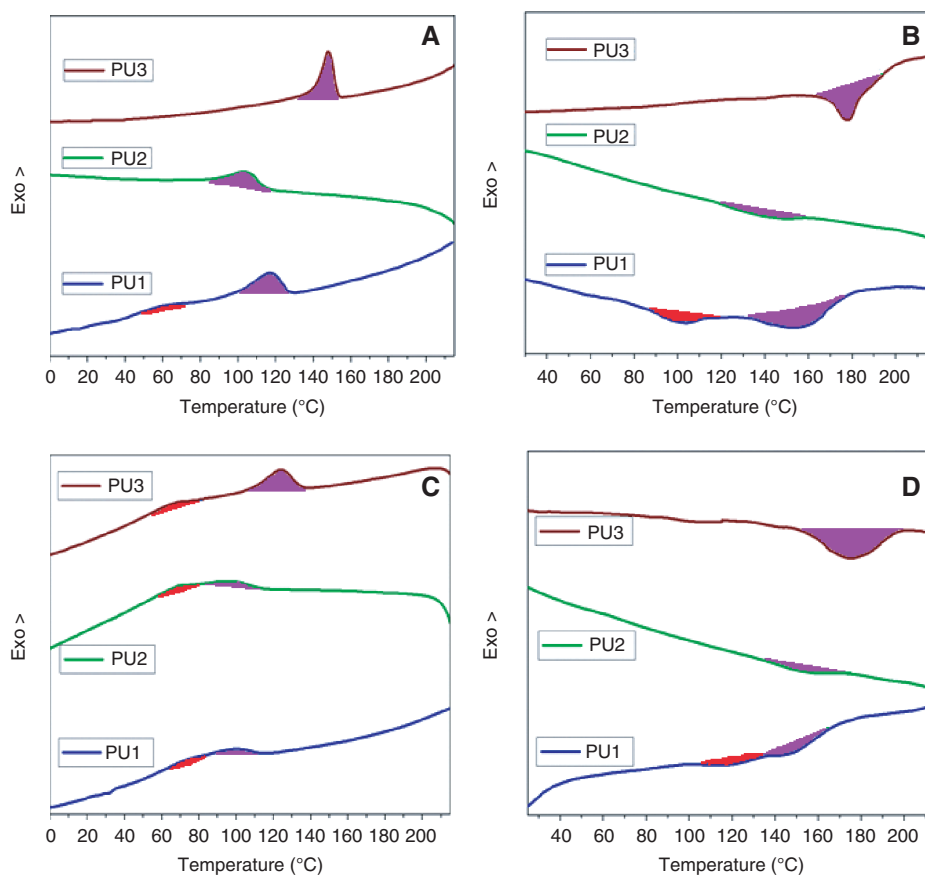 A
PU3
PU2
PU1
Exo >
0 20 40 60 80 100 120 140 160 180 200
Temperature (°C)
B
PU3
PU2
PU1
Exo >
40 60 80 100 120 140 160 180 200
Temperature (°C)
C
PU3
PU2
PU1
Exo >
0 20 40 60 80 100 120 140 160 180 200
Temperature (°C)
D
PU3
PU2
PU1
Exo >
40 60 80 100 120 140 160 180 200
Temperature (°C)